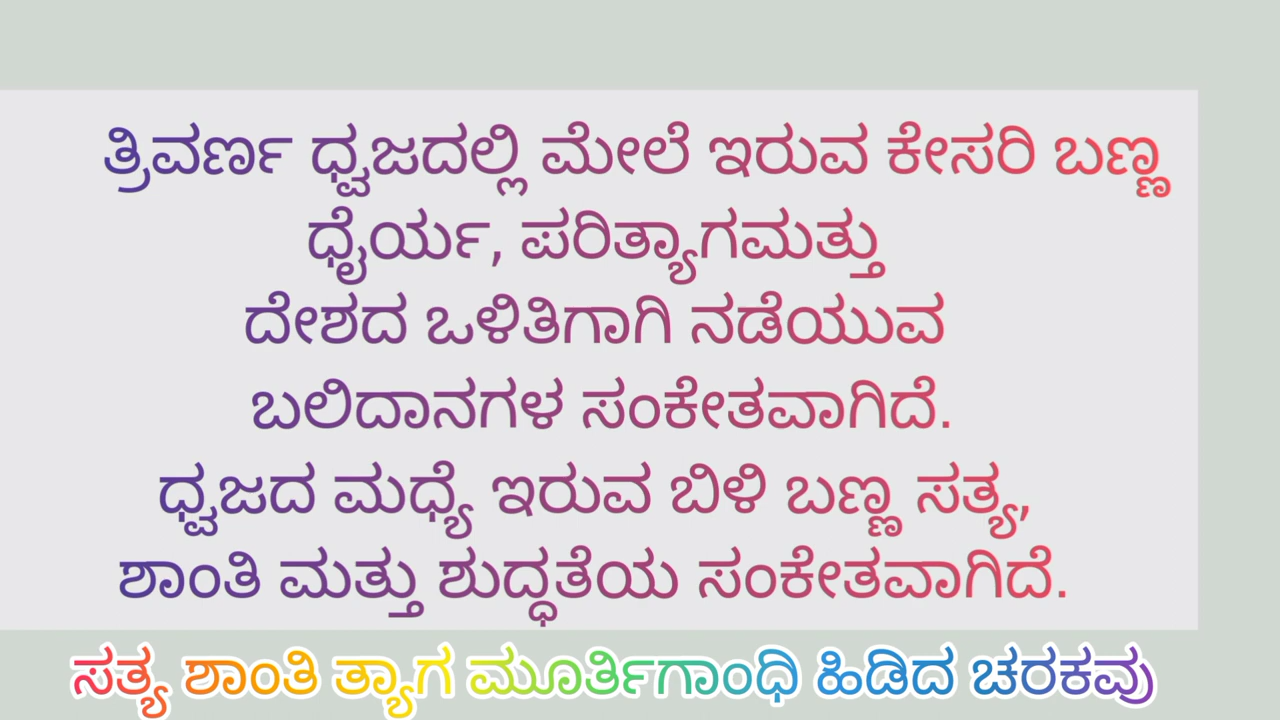 ತ್ರಿವರ್ಣ ಧ್ವಜದಲ್ಲಿ ಮೇಲೆ ಇರುವ ಕೇಸರಿ ಬಣ್ಣ
ಧೈರ್ಯ, ಪರಿತ್ಯಾಗಮತ್ತು
ದೇಶದ ಒಳಿತಿಗಾಗಿ ನಡೆಯುವ
ಬಲಿದಾನಗಳ ಸಂಕೇತವಾಗಿದೆ.
ಧ್ವಜದ ಮಧ್ಯೆ ಇರುವ ಬಿಳಿ ಬಣ್ಣ ಸತ್ಯ,
ಶಾಂತಿ ಮತ್ತು ಶುದ್ಧತೆಯ ಸಂಕೇತವಾಗಿದೆ.
ಸತ್ಯ ಶಾಂತಿ ತ್ಯಾಗ ಮೂರ್ತಿಗಾಂಧಿ ಹಿಡಿದ ಚರಕವು